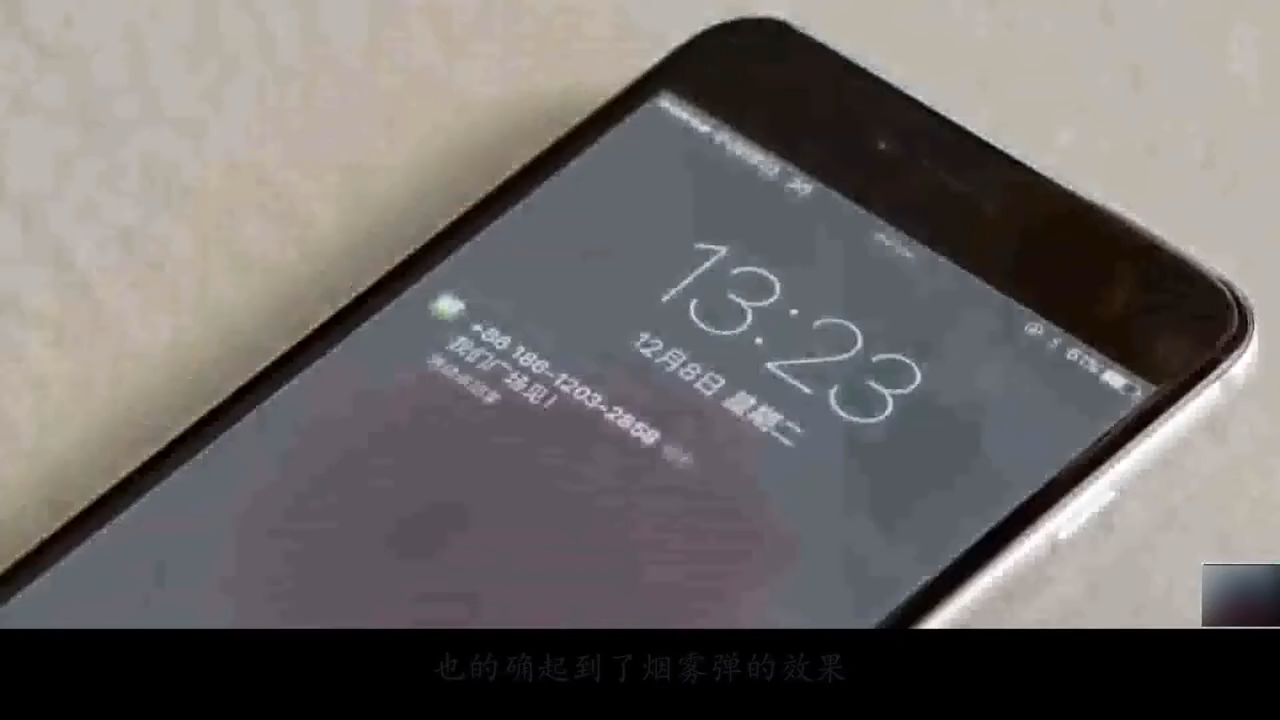 13:23
12月8日 星期二
+86 186-1203-2868
我们广场见！
61%
也的确起到了烟雾弹的效果